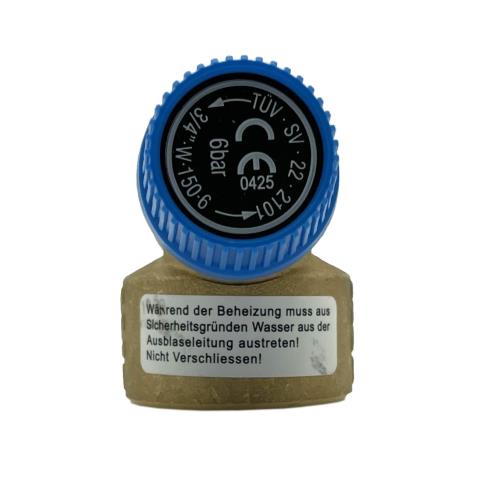 TÜV · SV · 22 · 2101
3/4" · W · 150 · 6
6bar
CE
0425
Während der Beheizung muss aus
Sicherheitsgründen Wasser aus der
Ausblaseleitung austreten!
Nicht Verschliessen!